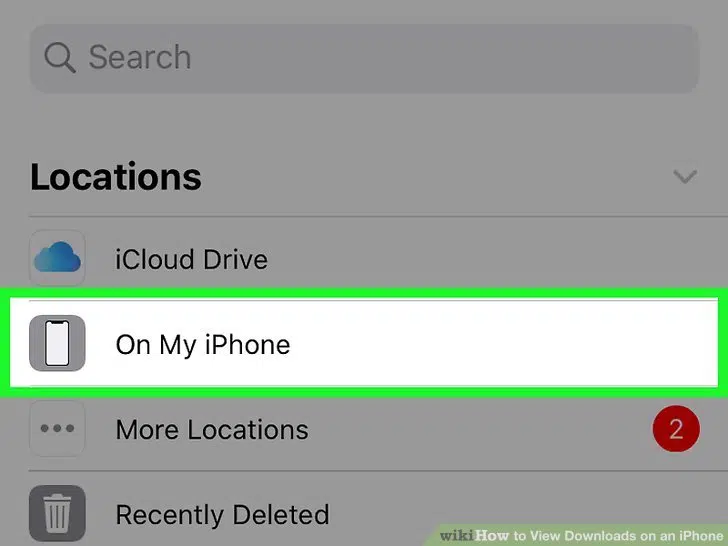 Search
Locations
iCloud Drive
On My iPhone
More Locations
2
Recently Deleted
wikiHow to View Downloads on an iPhone